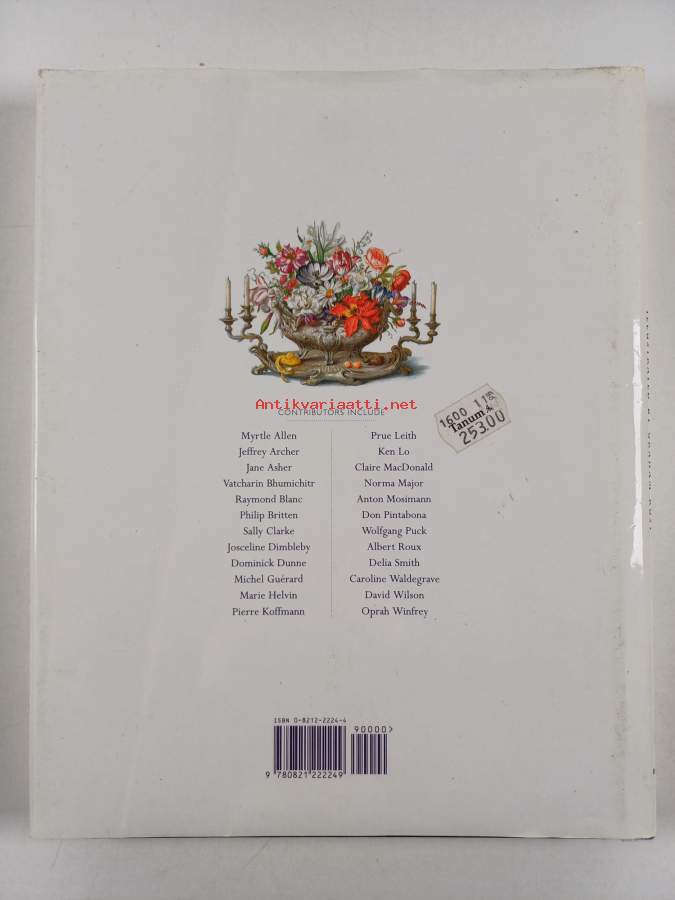 Antikvariaatti.net
CONTRIBUTORS INCLUDE
Myrtle Allen
Jeffrey Archer
Jane Asher
Vatcharin Bhumichitr
Raymond Blanc
Philip Britten
Sally Clarke
Josceline Dimbleby
Dominick Dunne
Michel Guérard
Marie Helvin
Pierre Koffmann
Prue Leith
Ken Lo
Claire MacDonald
Norma Major
Anton Mosimann
Don Pintabona
Wolfgang Puck
Albert Roux
Delia Smith
Caroline Waldegrave
David Wilson
Oprah Winfrey
1600
Tanum
253.00
ISBN 0-8212-2224-4
90000>
9 780821 222249